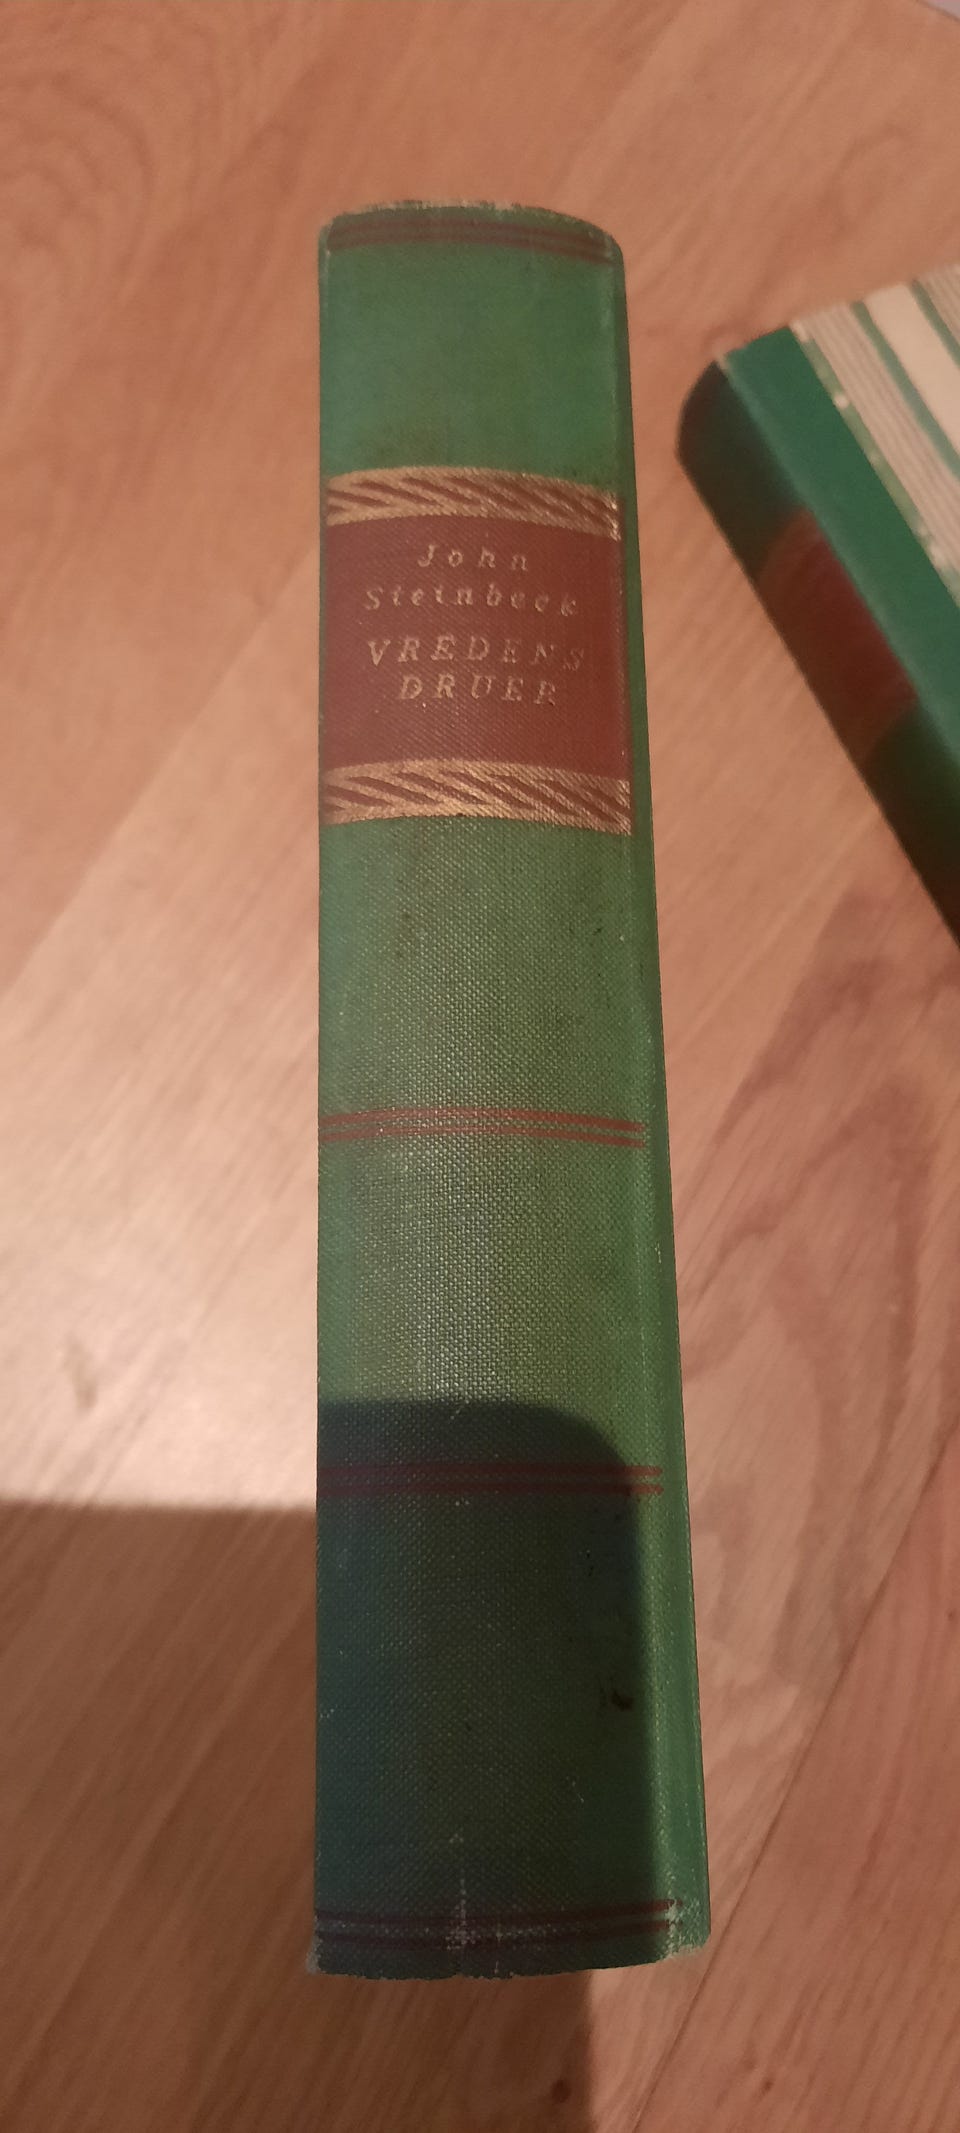 John
Steinbeck
VREDENS
DRUER